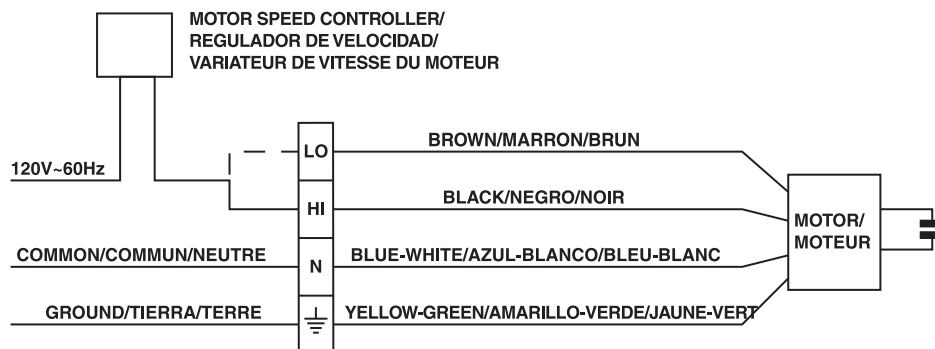 MOTOR SPEED CONTROLLER/
REGULADOR DE VELOCIDAD/
VARIATEUR DE VITESSE DU MOTEUR
120V~60Hz
LO
BROWN/MARRON/BRUN
HI
BLACK/NEGRO/NOIR
MOTOR/
MOTEUR
COMMON/COMMUN/NEUTRE
N
BLUE-WHITE/AZUL-BLANCO/BLEU-BLANC
GROUND/TIERRA/TERRE
YELLOW-GREEN/AMARILLO-VERDE/JAUNE-VERT